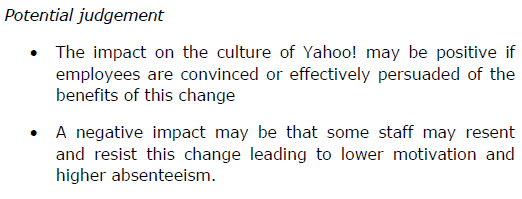 Potential judgement
• The impact on the culture of Yahoo! may be positive if
employees are convinced or effectively persuaded of the
benefits of this change
• A negative impact may be that some staff may resent
and resist this change leading to lower motivation and
higher absenteeism.